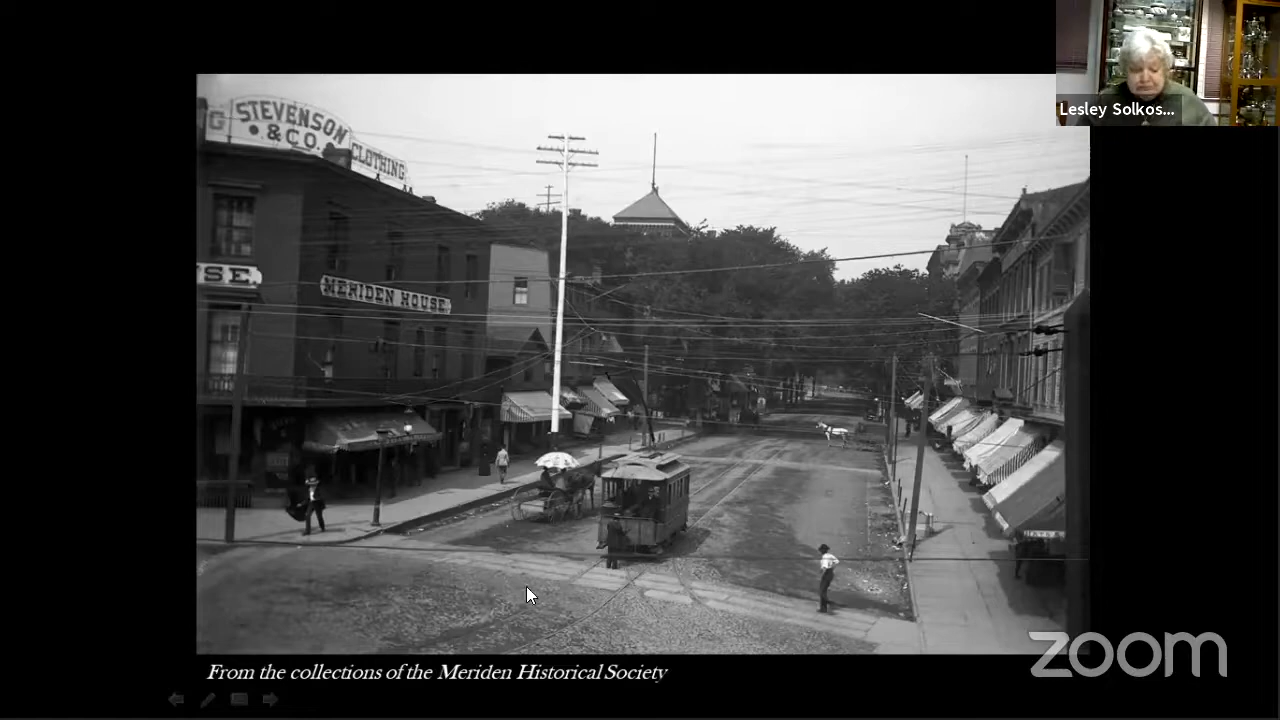 Lesley Solkos...
G
STEVENSON
& CO.
CLOTHING
SE.
MERIDEN HOUSE.
From the collections of the Meriden Historical Society
zoom